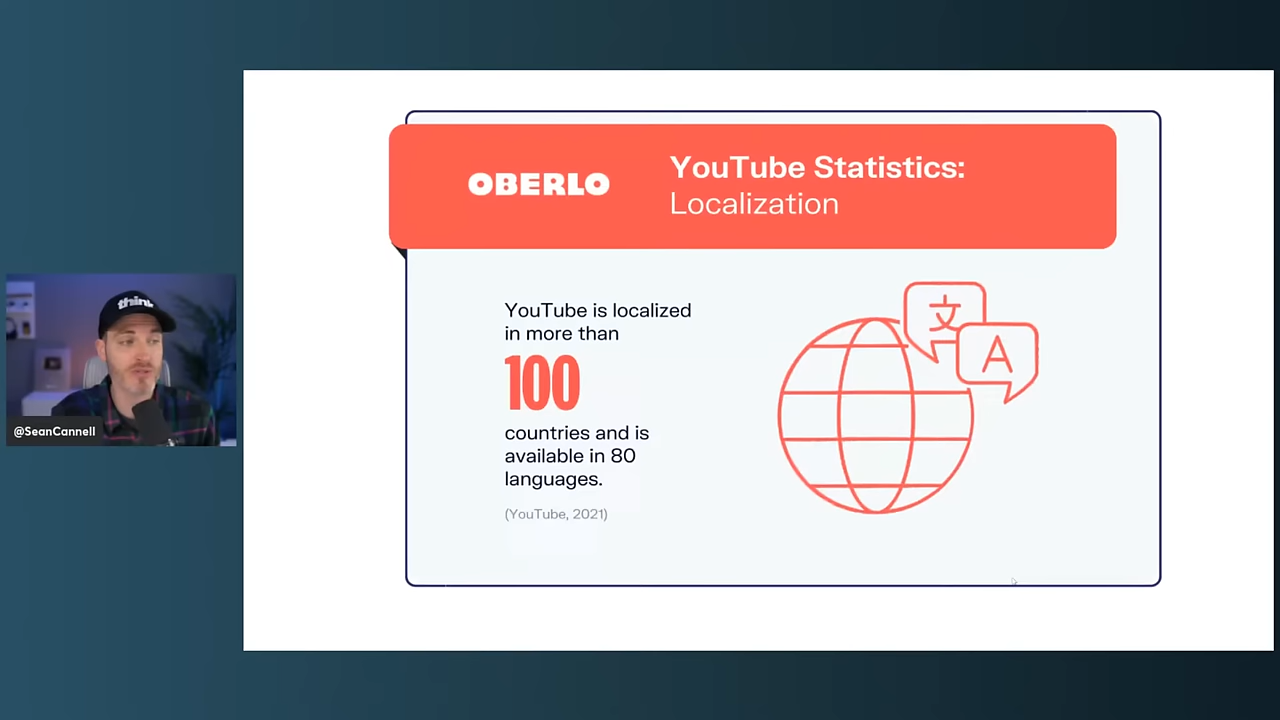 OBERLO
YouTube Statistics:
Localization
YouTube is localized
in more than
100
countries and is
available in 80
languages.
(YouTube, 2021)
文
A
think
@SeanCannell